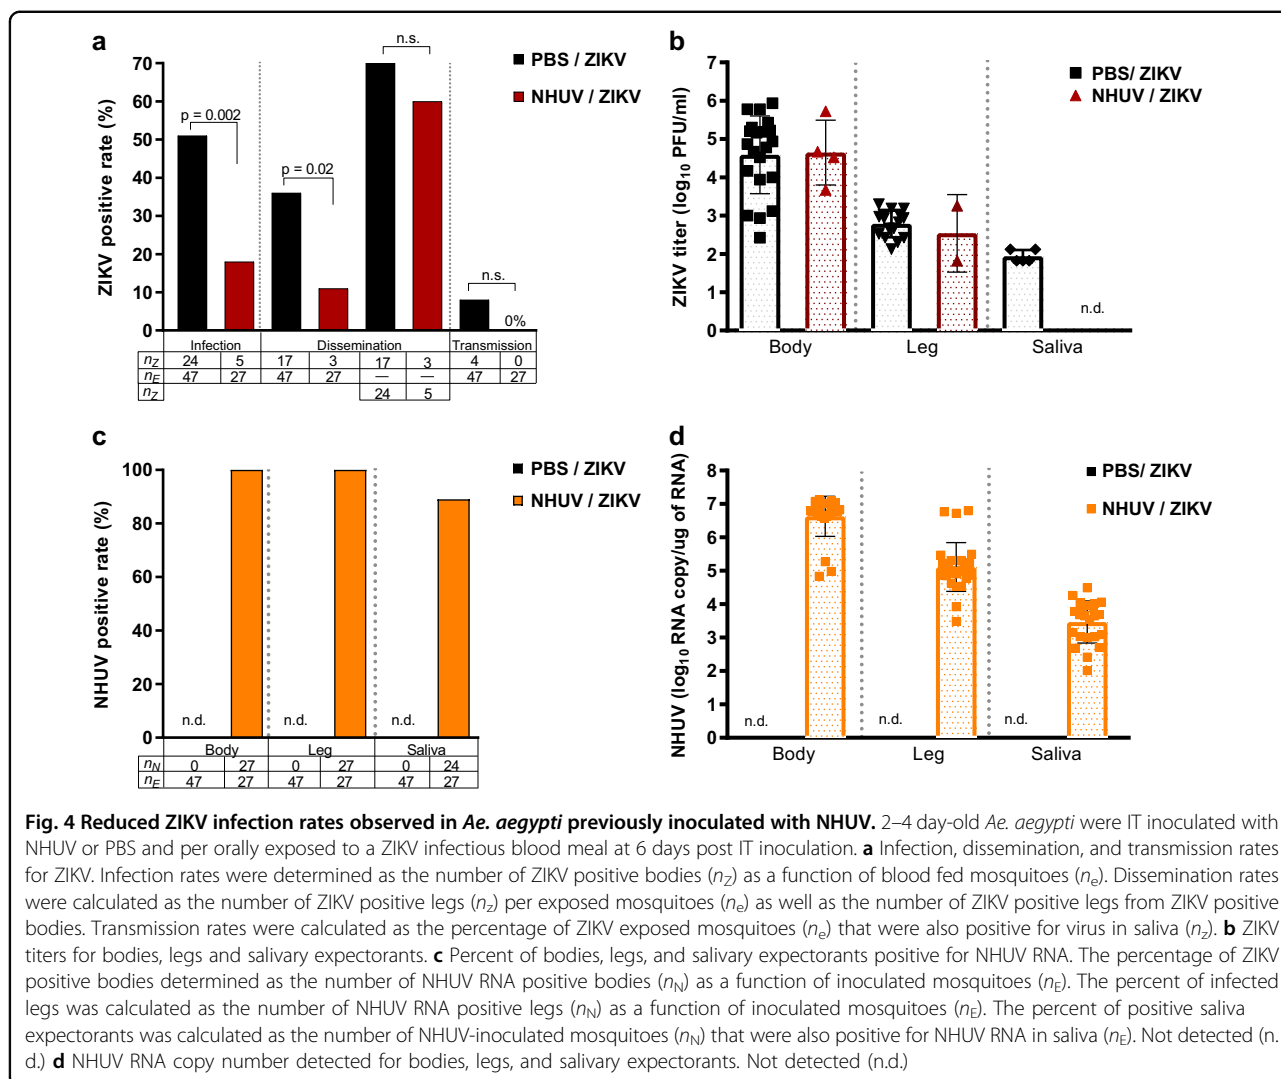 a
n.s.
PBS / ZIKV
NHUV / ZIKV
p = 0.002
p = 0.02
n.s.
0%
ZIKV positive rate (%)
70
60
50
40
30
20
10
0
Infection Dissemination Transmission
nZ 24 5 17 3 17 3 4 0
nE 47 27 47 27 — — 47 27
nZ 24 5
b
PBS/ ZIKV
NHUV / ZIKV
ZIKV titer (log10 PFU/ml)
7
6
5
4
3
2
1
0
n.d.
Body Leg Saliva
c
PBS / ZIKV
NHUV / ZIKV
NHUV positive rate (%)
100
80
60
40
20
0
n.d. n.d. n.d.
Body Leg Saliva
nN 0 27 0 27 0 24
nE 47 27 47 27 47 27
d
PBS/ ZIKV
NHUV / ZIKV
NHUV (log10 RNA copy/ug of RNA)
8
7
6
5
4
3
2
1
0
n.d. n.d. n.d.
Body Leg Saliva
Fig. 4 Reduced ZIKV infection rates observed in Ae. aegypti previously inoculated with NHUV. 2–4 day-old Ae. aegypti were IT inoculated with
NHUV or PBS and per orally exposed to a ZIKV infectious blood meal at 6 days post IT inoculation. a Infection, dissemination, and transmission rates
for ZIKV. Infection rates were determined as the number of ZIKV positive bodies (nZ) as a function of blood fed mosquitoes (ne). Dissemination rates
were calculated as the number of ZIKV positive legs (nz) per exposed mosquitoes (ne) as well as the number of ZIKV positive legs from ZIKV positive
bodies. Transmission rates were calculated as the percentage of ZIKV exposed mosquitoes (ne) that were also positive for virus in saliva (nz). b ZIKV
titers for bodies, legs and salivary expectorants. c Percent of bodies, legs, and salivary expectorants positive for NHUV RNA. The percentage of ZIKV
positive bodies determined as the number of NHUV RNA positive bodies (nN) as a function of inoculated mosquitoes (nE). The percent of infected
legs was calculated as the number of NHUV RNA positive legs (nN) as a function of inoculated mosquitoes (nE). The percent of positive saliva
expectorants was calculated as the number of NHUV-inoculated mosquitoes (nN) that were also positive for NHUV RNA in saliva (nE). Not detected (n.
d.) d NHUV RNA copy number detected for bodies, legs, and salivary expectorants. Not detected (n.d.)